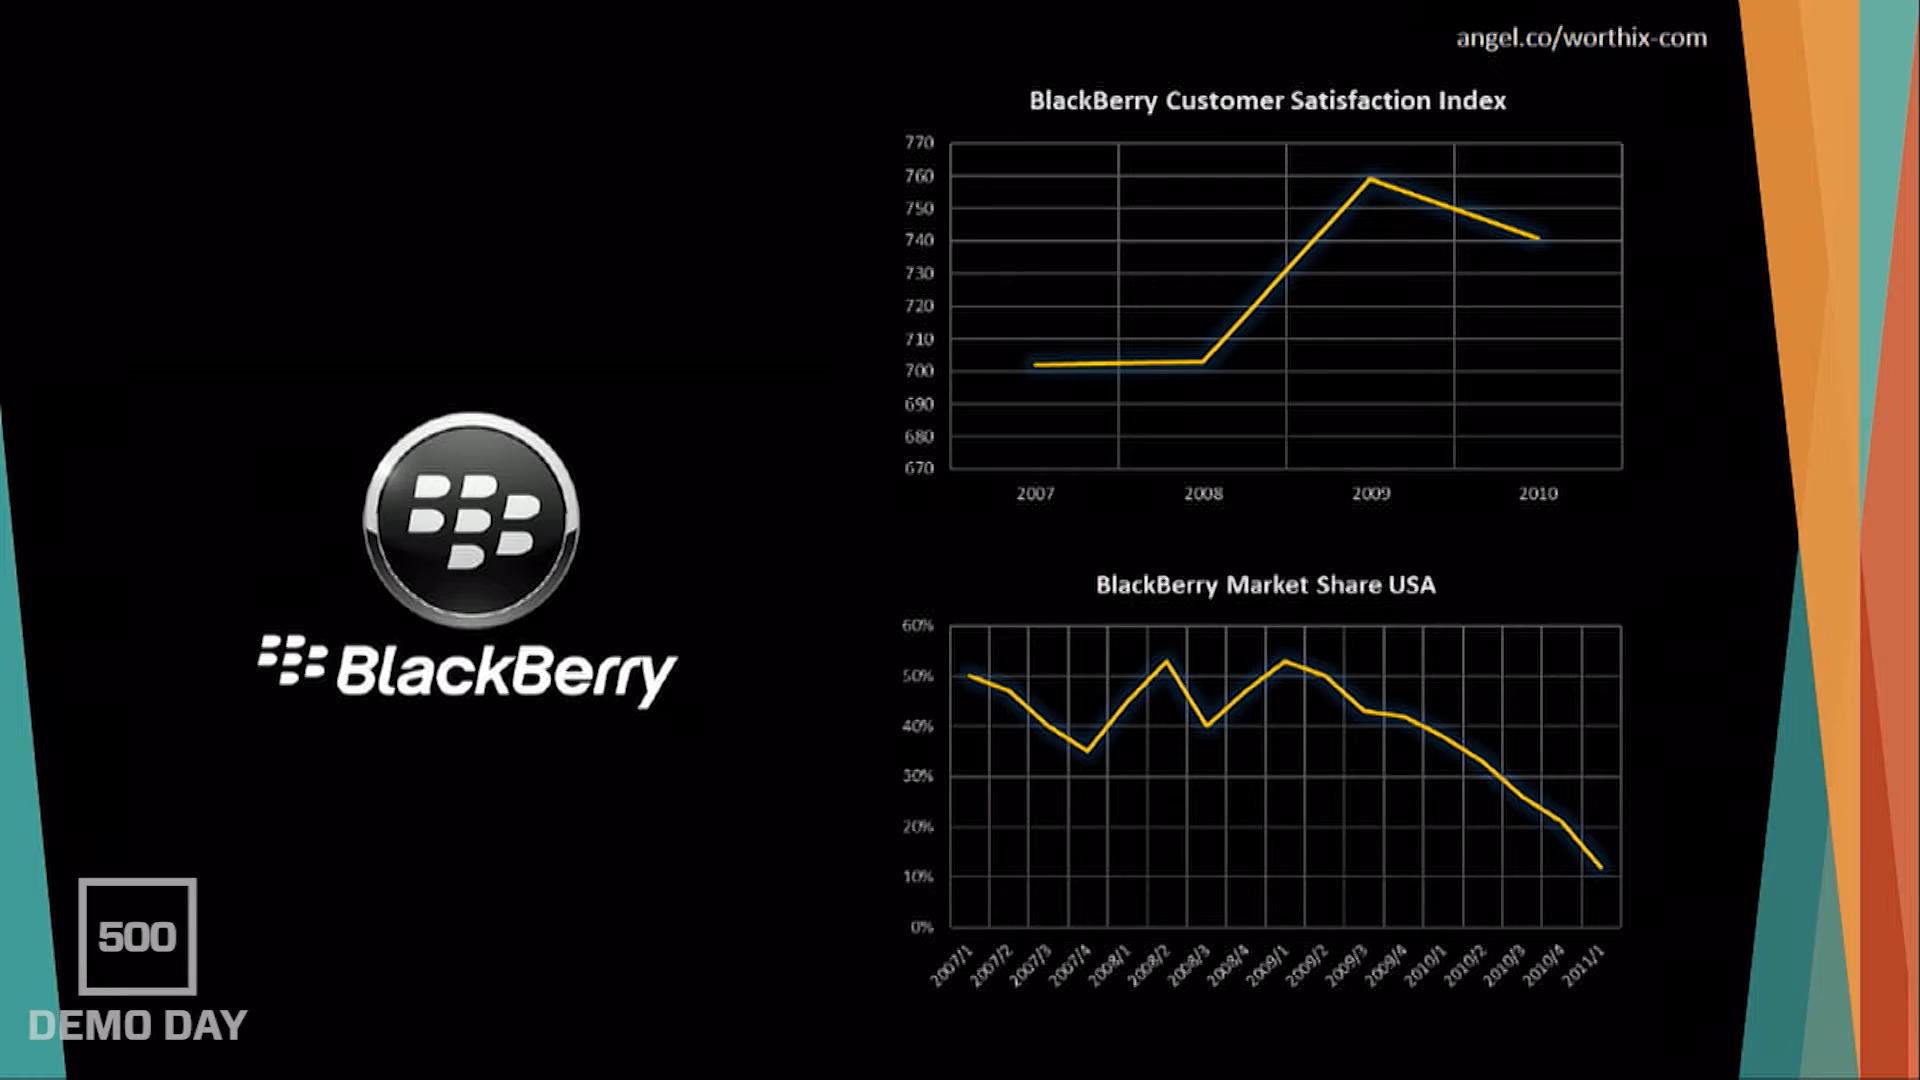 angel.co/worthix-com
BlackBerry Customer Satisfaction Index
770
760
750
740
730
720
710
700
690
680
670
2007 2008 2009 2010
BlackBerry
BlackBerry Market Share USA
60%
50%
40%
30%
20%
10%
0%
2007/1 2007/2 2007/3 2007/4 2008/1 2008/2 2008/3 2008/4 2009/1 2009/2 2009/3 2009/4 2010/1 2010/2 2010/3 2010/4 2011/1
500
DEMO DAY